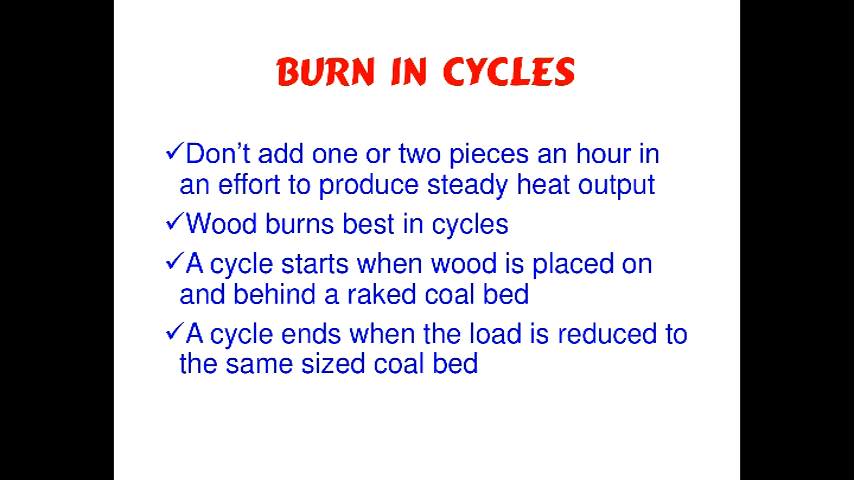 BURN IN CYCLES
✓Don't add one or two pieces an hour in
an effort to produce steady heat output
✓Wood burns best in cycles
✓A cycle starts when wood is placed on
and behind a raked coal bed
✓A cycle ends when the load is reduced to
the same sized coal bed